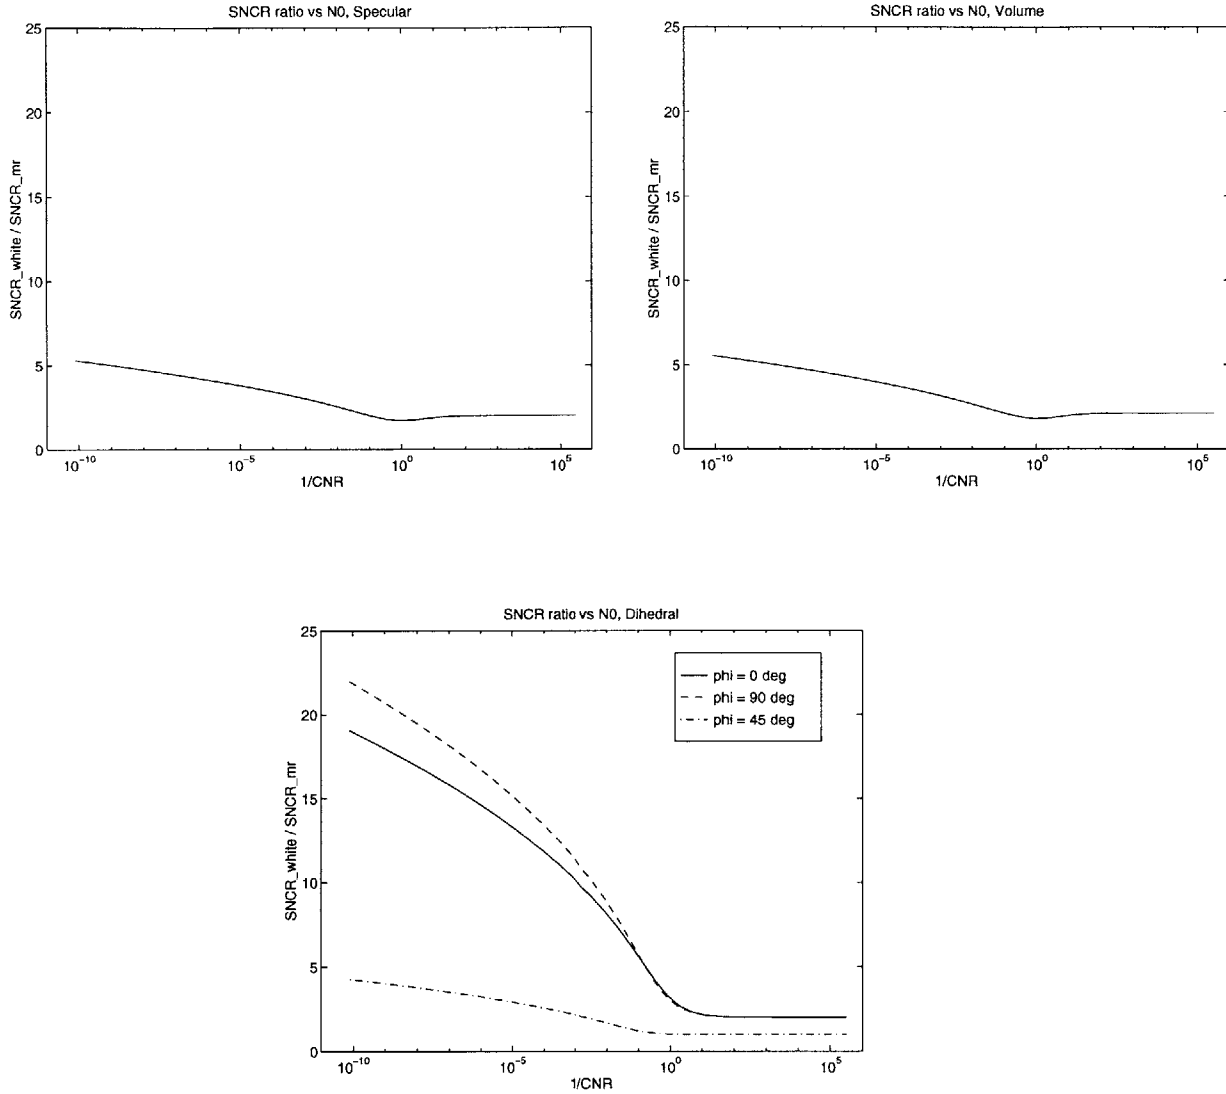 SNCR ratio vs N0, Specular
25
20
15
10
5
0
SNCR_white / SNCR_mr
10^-10
10^-5
10^0
10^5
1/CNR
SNCR ratio vs N0, Volume
25
20
15
10
5
0
SNCR_white / SNCR_mr
10^-10
10^-5
10^0
10^5
1/CNR
SNCR ratio vs N0, Dihedral
25
20
15
10
5
0
SNCR_white / SNCR_mr
phi = 0 deg
phi = 90 deg
phi = 45 deg
10^-10
10^-5
10^0
10^5
1/CNR